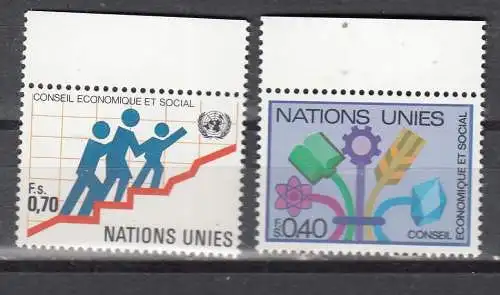 CONSEIL ECONOMIQUE ET SOCIAL
F.s.
0,70
NATIONS UNIES
NATIONS UNIES
F.s.
0,40
CONSEIL
ECONOMIQUE ET SOCIAL